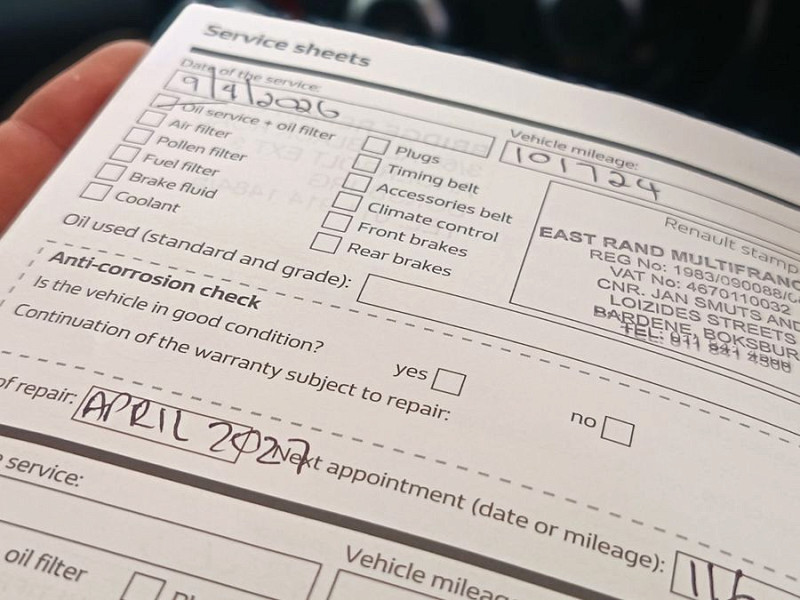 Service sheets
Date of the service:
9/4/2026
Vehicle mileage:
101724
Oil service + oil filter
Air filter
Pollen filter
Fuel filter
Brake fluid
Coolant
Plugs
Timing belt
Accessories belt
Climate control
Front brakes
Rear brakes
Renault stamp
EAST RAND MULTIFRANC
REG No: 1983/090088/
VAT No: 4670110032
CNR. JAN SMUTS AND
LOIZIDES STREETS
BARDENE, BOKSBUR
TEL: 011
Oil used (standard and grade):
Anti-corrosion check
Is the vehicle in good condition?
yes
no
Continuation of the warranty subject to repair:
of repair:
APRIL 2027
Next appointment (date or mileage):
116
service:
oil filter
Vehicle mileag